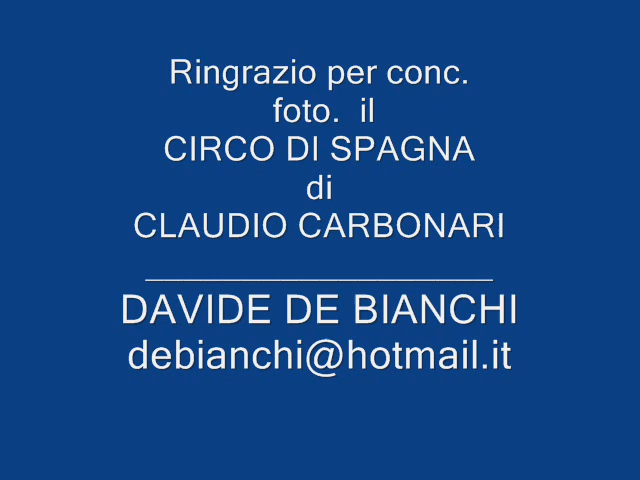 Ringrazio per conc.
foto. il
CIRCO DI SPAGNA
di
CLAUDIO CARBONARI
____________________
DAVIDE DE BIANCHI
debianchi@hotmail.it